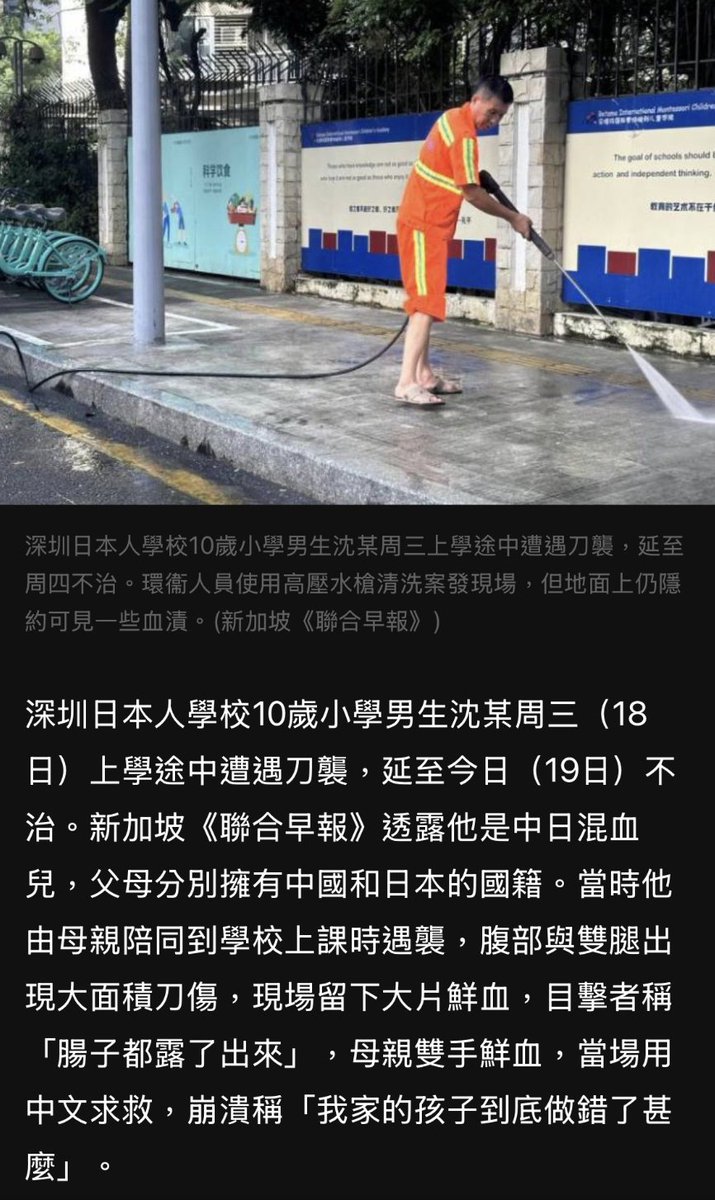 科学饮食
Those who have knowledge are not so good as
The goal of schools should
action and independent thinking.
教育的艺术不在于
深圳日本人學校10歲小學男生沈某周三上學途中遭遇刀襲，延至
周四不治。環衞人員使用高壓水槍清洗案發現場，但地面上仍隱
約可見一些血漬。(新加坡《聯合早報》)
深圳日本人學校10歲小學男生沈某周三（18
日）上學途中遭遇刀襲，延至今日（19日）不
治。新加坡《聯合早報》透露他是中日混血
兒，父母分別擁有中國和日本的國籍。當時他
由母親陪同到學校上課時遇襲，腹部與雙腿出
現大面積刀傷，現場留下大片鮮血，目擊者稱
「腸子都露了出來」，母親雙手鮮血，當場用
中文求救，崩潰稱「我家的孩子到底做錯了甚
麼」。